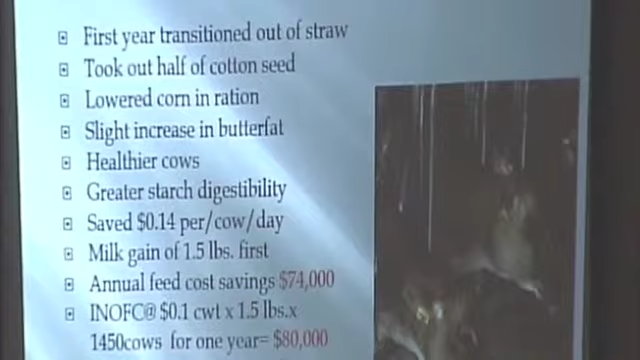 First year transitioned out of straw
Took out half of cotton seed
Lowered corn in ration
Slight increase in butterfat
Healthier cows
Greater starch digestibility
Saved $0.14 per/cow/day
Milk gain of 1.5 lbs. first
Annual feed cost savings $74,000
INOFC@ $0.1 cwt x 1.5 lbs.x
1450cows for one year= $80,000